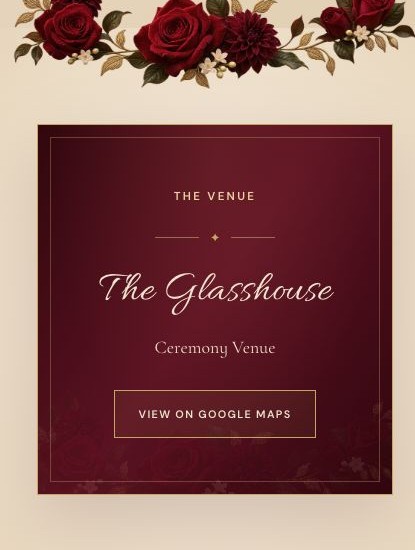 THE VENUE
The Glasshouse
Ceremony Venue
VIEW ON GOOGLE MAPS